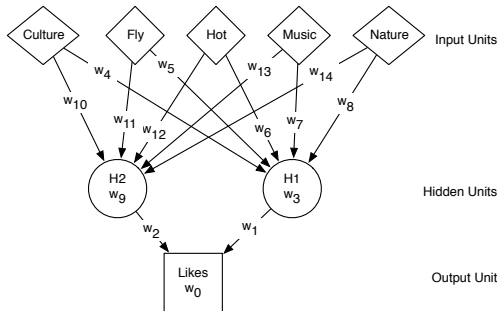 Culture Fly Hot Music Nature Input Units
w4 w5 w13 w14
w10 w11 w12 w6 w7 w8
H2 H1
w9 w3 Hidden Units
w2 w1
Likes
w0 Output Unit